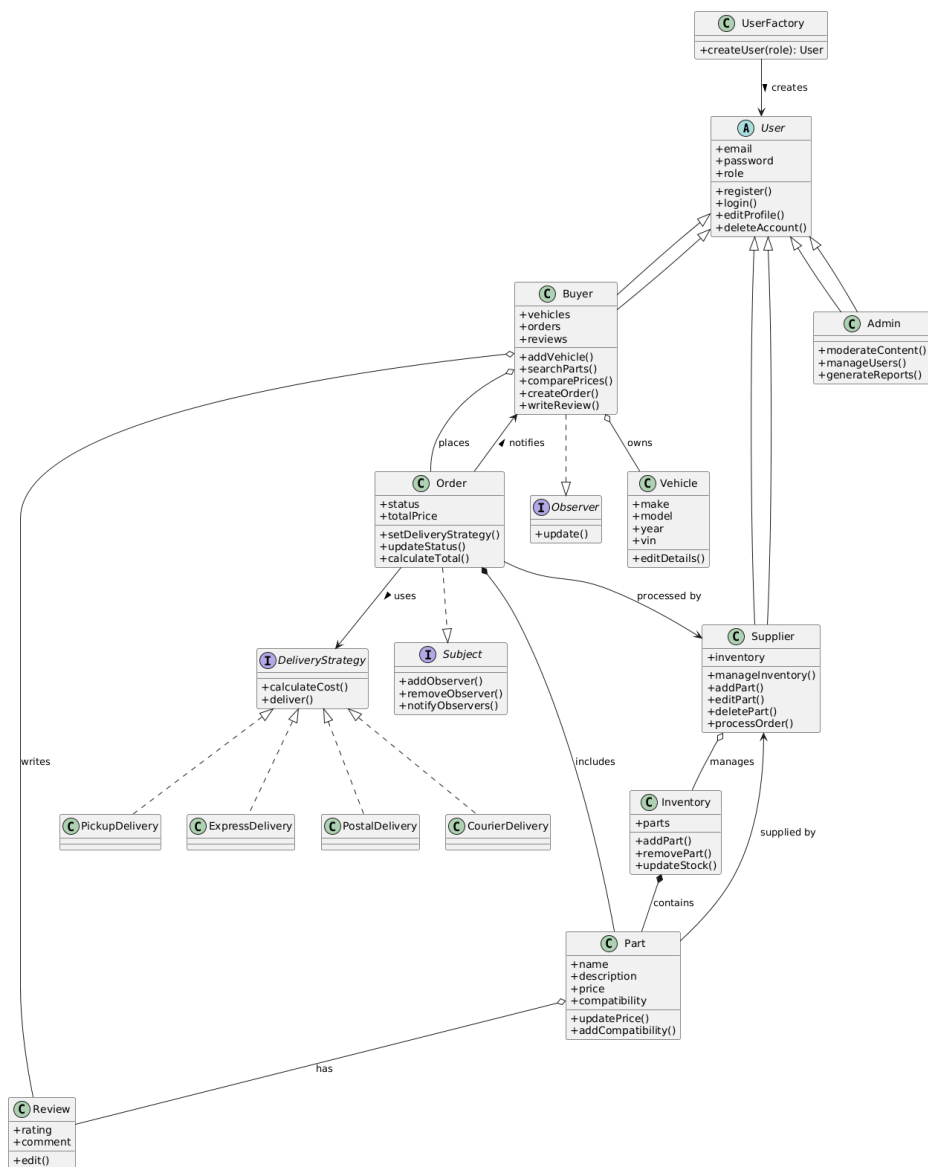 C UserFactory
+createUser(role): User
creates
A User
+email
+password
+role
+register()
+login()
+editProfile()
+deleteAccount()
C Buyer
+vehicles
+orders
+reviews
+addVehicle()
+searchParts()
+comparePrices()
+createOrder()
+writeReview()
C Admin
+moderateContent()
+manageUsers()
+generateReports()
places
notifies
owns
C Order
+status
+totalPrice
+setDeliveryStrategy()
+updateStatus()
+calculateTotal()
I Observer
+update()
C Vehicle
+make
+model
+year
+vin
+editDetails()
uses
processed by
I DeliveryStrategy
+calculateCost()
+deliver()
I Subject
+addObserver()
+removeObserver()
+notifyObservers()
C Supplier
+inventory
+manageInventory()
+addPart()
+editPart()
+deletePart()
+processOrder()
writes
includes
manages
C PickupDelivery
C ExpressDelivery
C PostalDelivery
C CourierDelivery
C Inventory
+parts
+addPart()
+removePart()
+updateStock()
supplied by
contains
C Part
+name
+description
+price
+compatibility
+updatePrice()
+addCompatibility()
has
C Review
+rating
+comment
+edit()